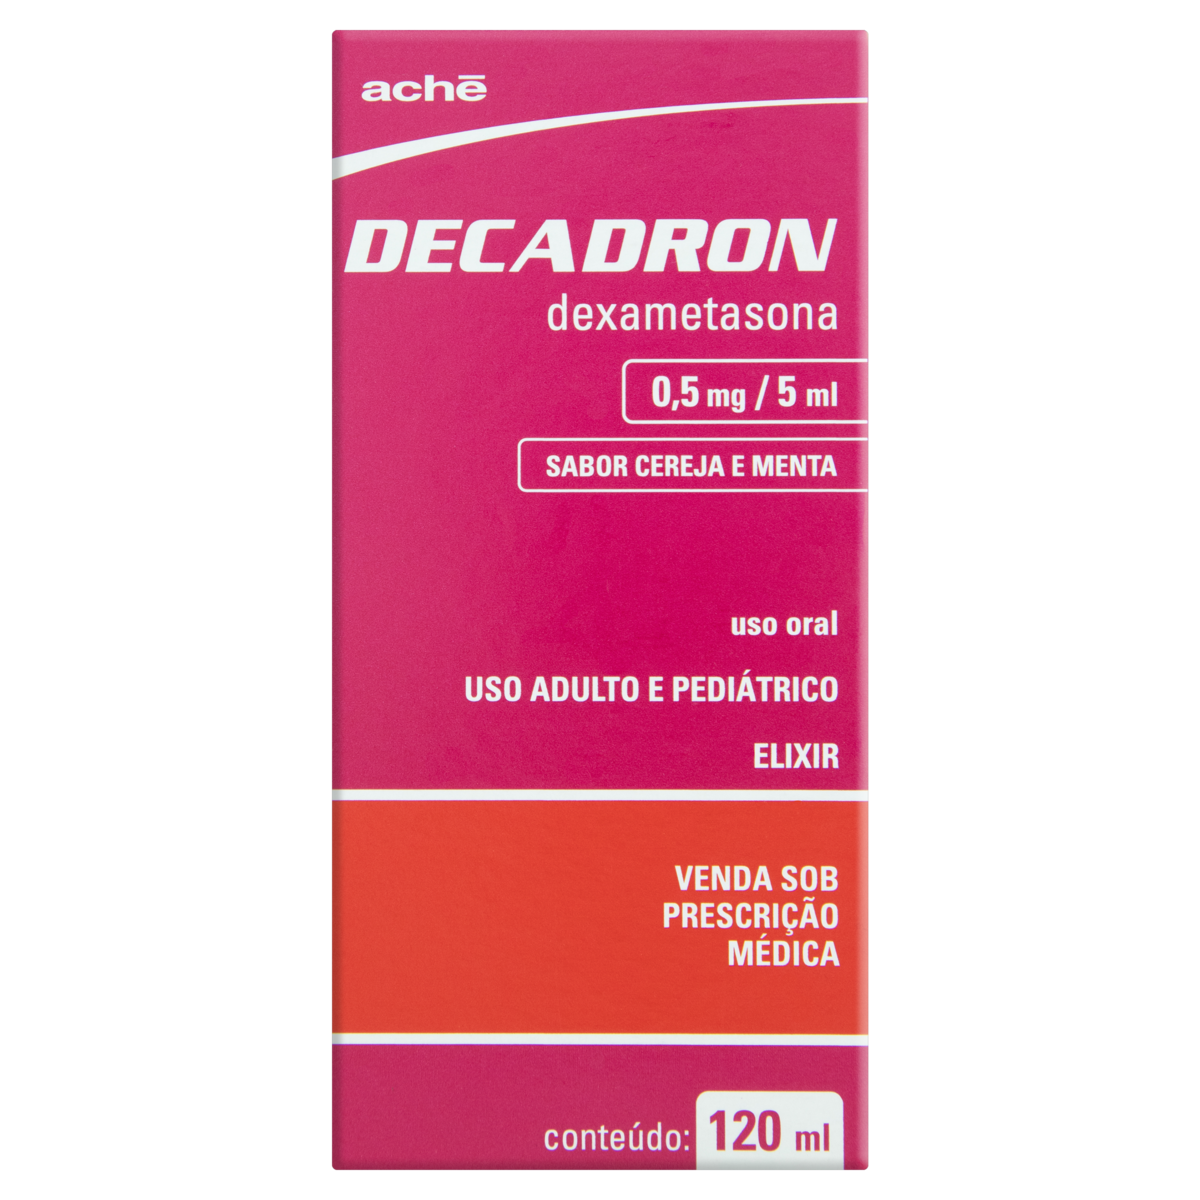 achē
DECADRON
dexametasona
0,5 mg / 5 ml
SABOR CEREJA E MENTA
uso oral
USO ADULTO E PEDIÁTRICO
ELIXIR
VENDA SOB
PRESCRIÇÃO
MÉDICA
conteúdo: 120 ml